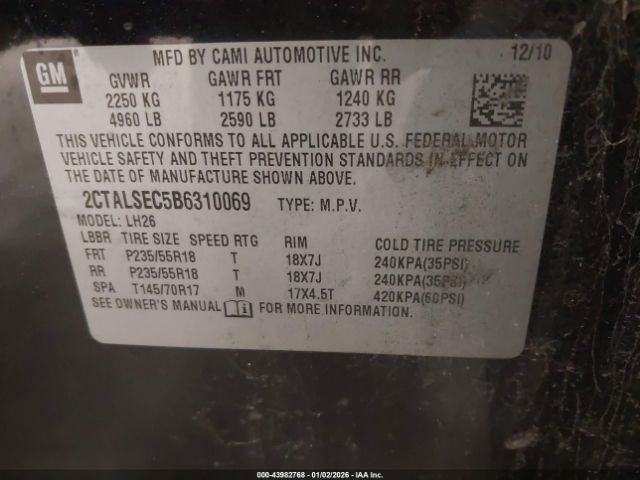 GM
MFD BY CAMI AUTOMOTIVE INC. 12/10
GVWR GAWR FRT GAWR RR
2250 KG 1175 KG 1240 KG
4960 LB 2590 LB 2733 LB
THIS VEHICLE CONFORMS TO ALL APPLICABLE U.S. FEDERAL MOTOR
VEHICLE SAFETY AND THEFT PREVENTION STANDARDS IN EFFECT ON
THE DATE OF MANUFACTURE SHOWN ABOVE.
2CTALSEC5B6310069 TYPE: M.P.V.
MODEL: LH26
LBBR TIRE SIZE SPEED RTG RIM COLD TIRE PRESSURE
FRT P235/55R18 T 18X7J 240KPA(35PSI)
RR P235/55R18 T 18X7J 240KPA(35PSI)
SPA T145/70R17 M 17X4.5T 420KPA(60PSI)
SEE OWNER'S MANUAL FOR MORE INFORMATION.
000-43982768 - 01/02/2026 - IAA Inc.